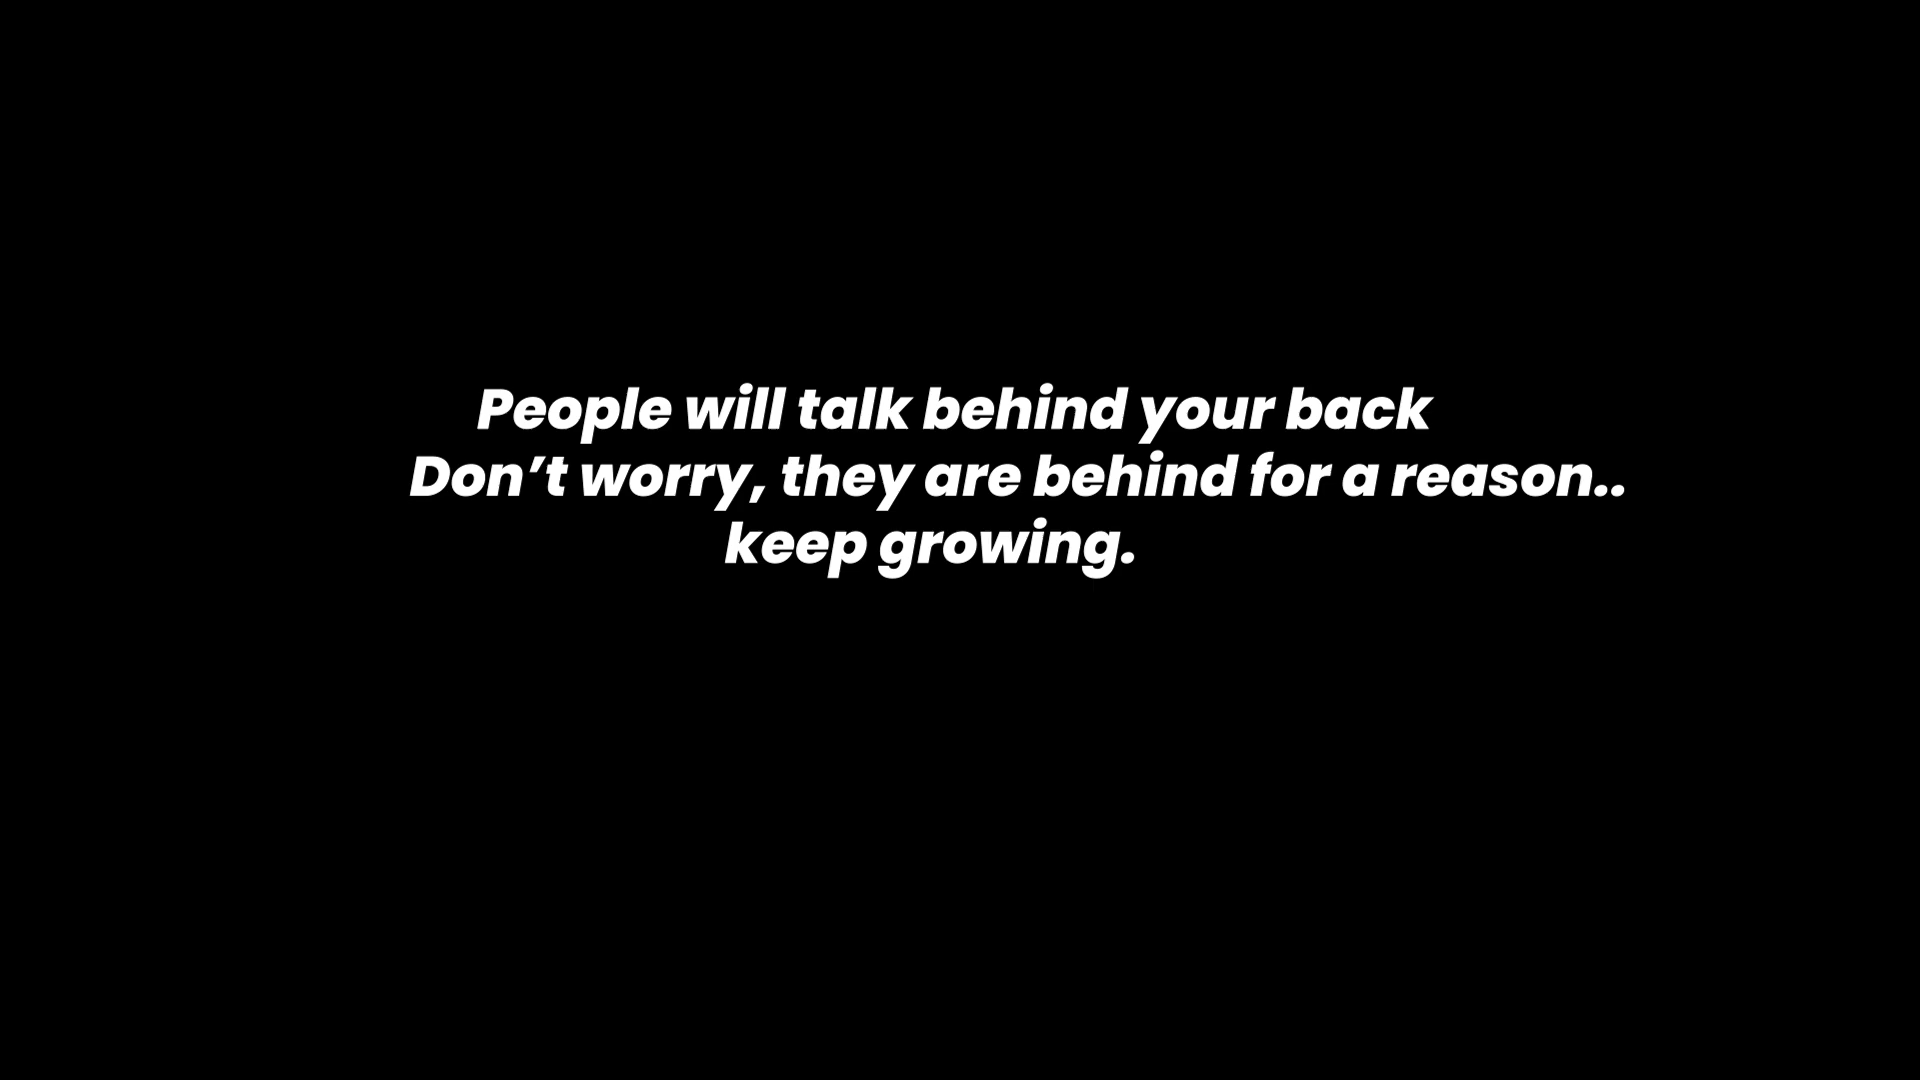 People will talk behind your back
Don’t worry, they are behind for a reason..
keep growing.